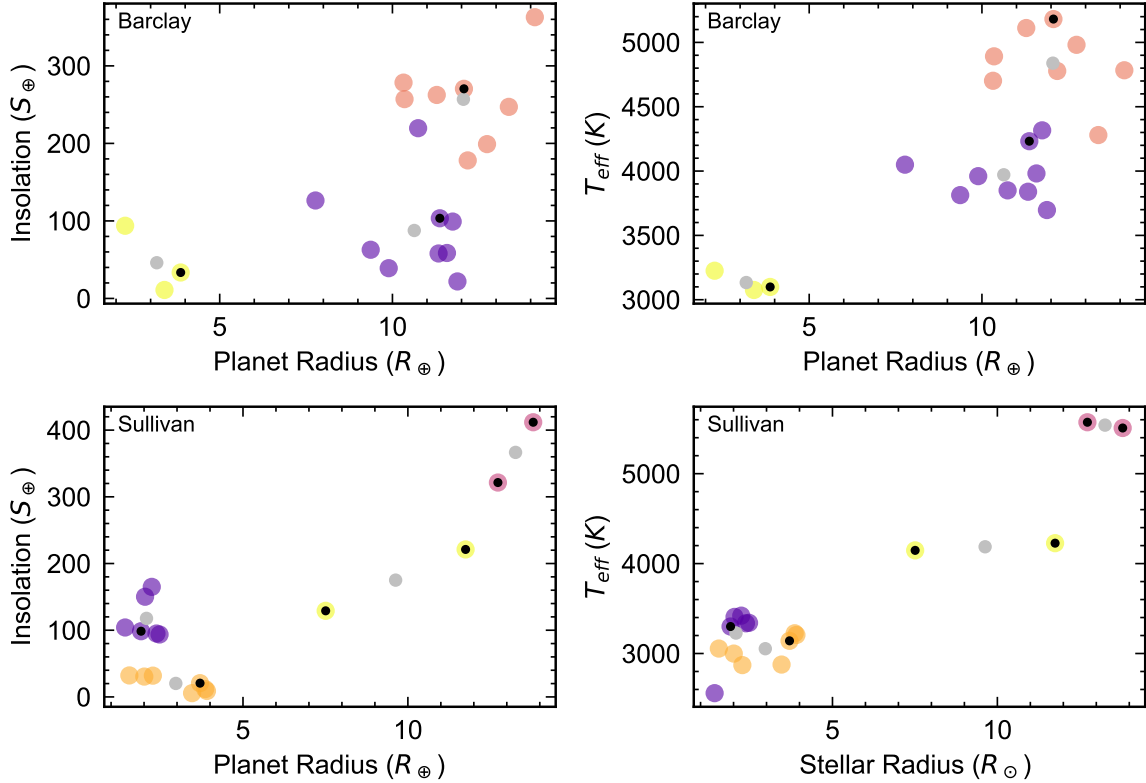 Barclay
Insolation (S⊕)
300
200
100
0
5
10
Planet Radius (R⊕)
Barclay
T_eff (K)
5000
4500
4000
3500
3000
5
10
Planet Radius (R⊕)
Sullivan
Insolation (S⊕)
400
300
200
100
0
5
10
Planet Radius (R⊕)
Sullivan
T_eff (K)
5000
4000
3000
5
10
Stellar Radius (R⊙)